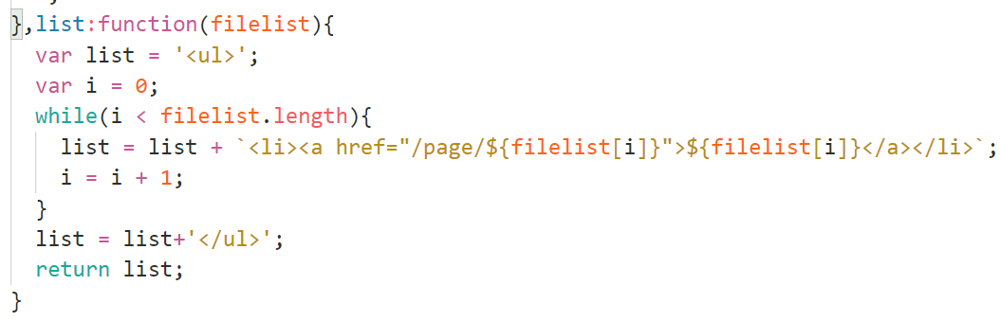 },list:function(filelist){
  var list = '<ul>';
  var i = 0;
  while(i < filelist.length){
    list = list + `<li><a href="/page/${filelist[i]}">${filelist[i]}</a></li>`;
    i = i + 1;
  }
  list = list+'</ul>';
  return list;
}